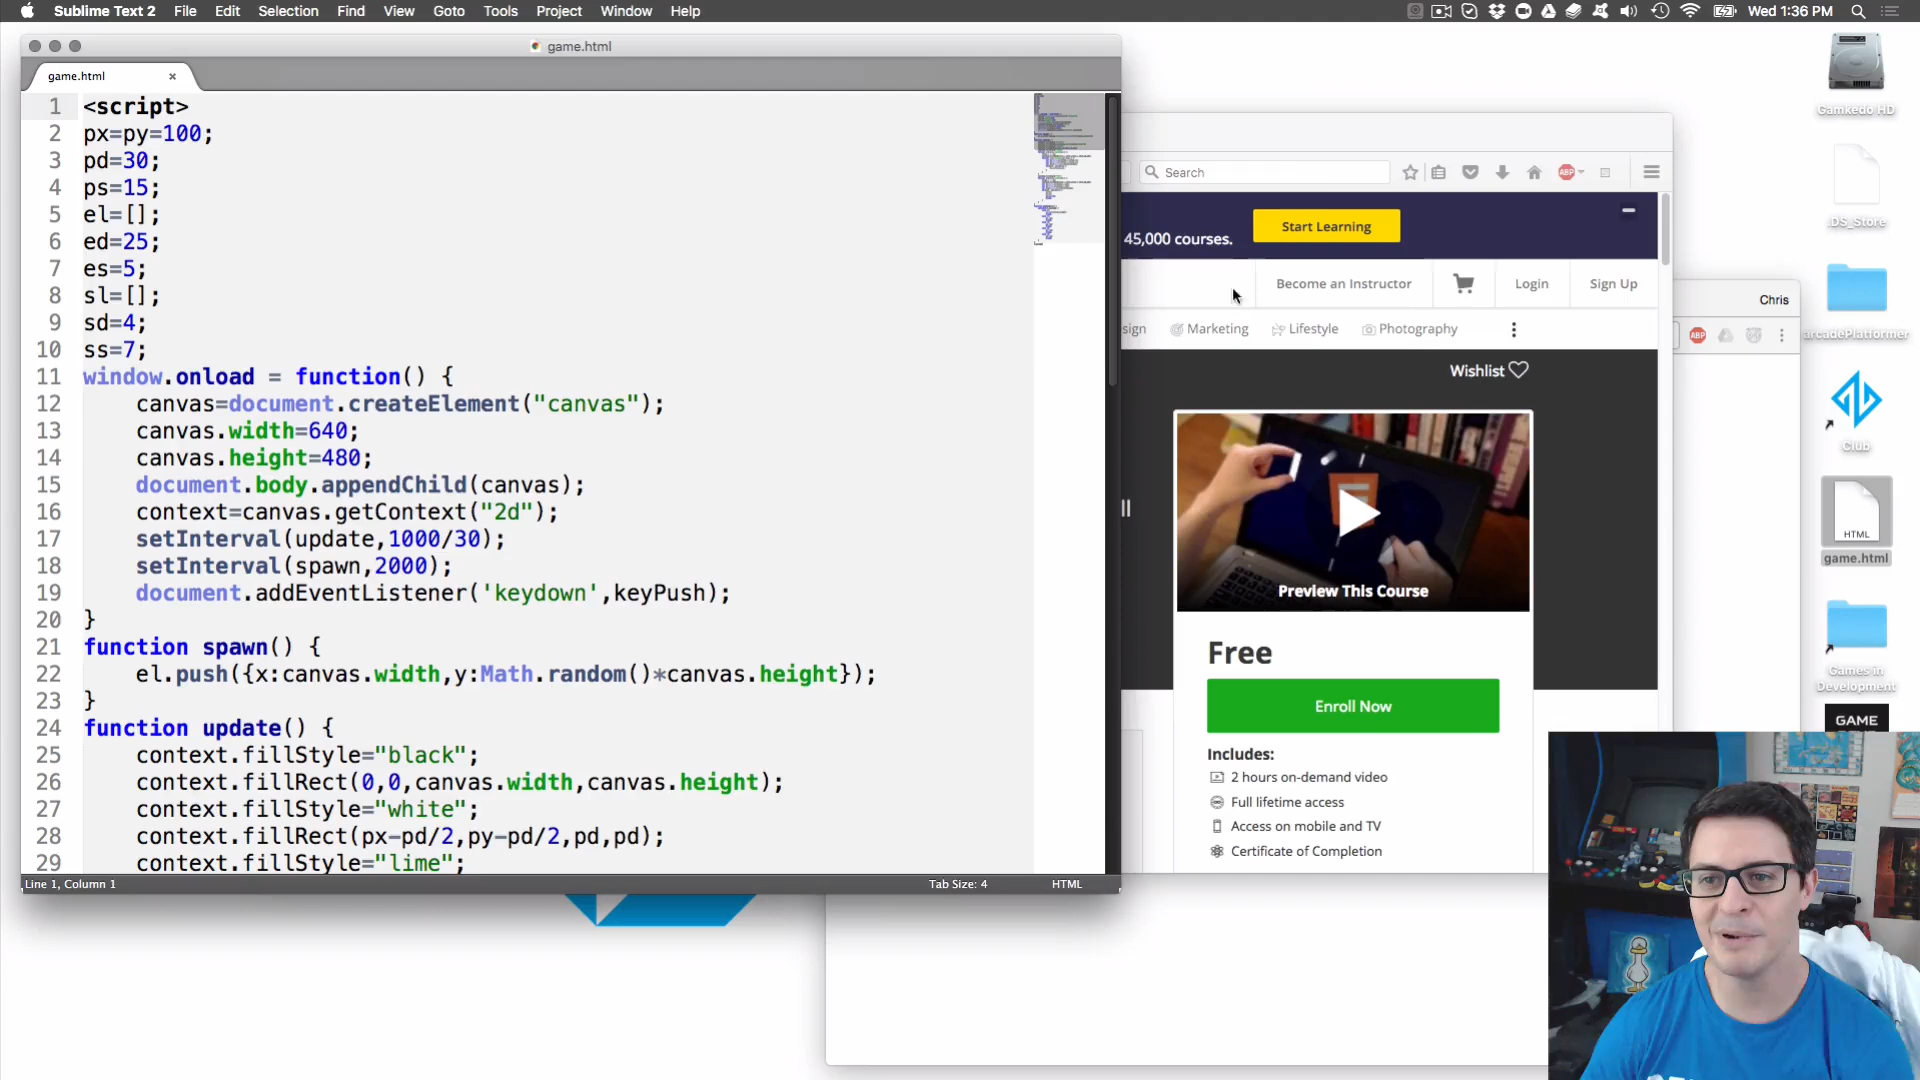 Sublime Text 2 File Edit Selection Find View Goto Tools Project Window Help Wed 1:36 PM
game.html
game.html ×
1 <script>
2 px=py=100;
3 pd=30;
4 ps=15;
5 el=[];
6 ed=25;
7 es=5;
8 sl=[];
9 sd=4;
10 ss=7;
11 window.onload = function() {
12 canvas=document.createElement("canvas");
13 canvas.width=640;
14 canvas.height=480;
15 document.body.appendChild(canvas);
16 context=canvas.getContext("2d");
17 setInterval(update,1000/30);
18 setInterval(spawn,2000);
19 document.addEventListener('keydown',keyPush);
20 }
21 function spawn() {
22 el.push({x:canvas.width,y:Math.random()*canvas.height});
23 }
24 function update() {
25 context.fillStyle="black";
26 context.fillRect(0,0,canvas.width,canvas.height);
27 context.fillStyle="white";
28 context.fillRect(px-pd/2,py-pd/2,pd,pd);
29 context.fillStyle="lime";
Line 1, Column 1 Tab Size: 4 HTML
Search
ABP
45,000 courses. Start Learning
Become an Instructor Login Sign Up
sign Marketing Lifestyle Photography
Wishlist
Preview This Course
Free
Enroll Now
Includes:
2 hours on-demand video
Full lifetime access
Access on mobile and TV
Certificate of Completion
Chris
ABP
Gamkedo HD
.DS_Store
arcadePlatformer
Club
HTML
game.html
Games in
Development
GAME